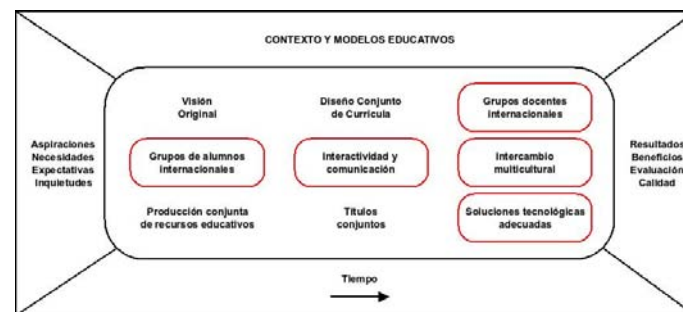 CONTEXTO Y MODELOS EDUCATIVOS
Aspiraciones
Necesidades
Expectativas
Inquietudes
Visión
Original
Diseño Conjunto
de Currícula
Grupos docentes
internacionales
Grupos de alumnos
internacionales
Interactividad y
comunicación
Intercambio
multicultural
Producción conjunta
de recursos educativos
Títulos
conjuntos
Soluciones tecnológicas
adecuadas
Resultados
Beneficios
Evaluación
Calidad
Tiempo